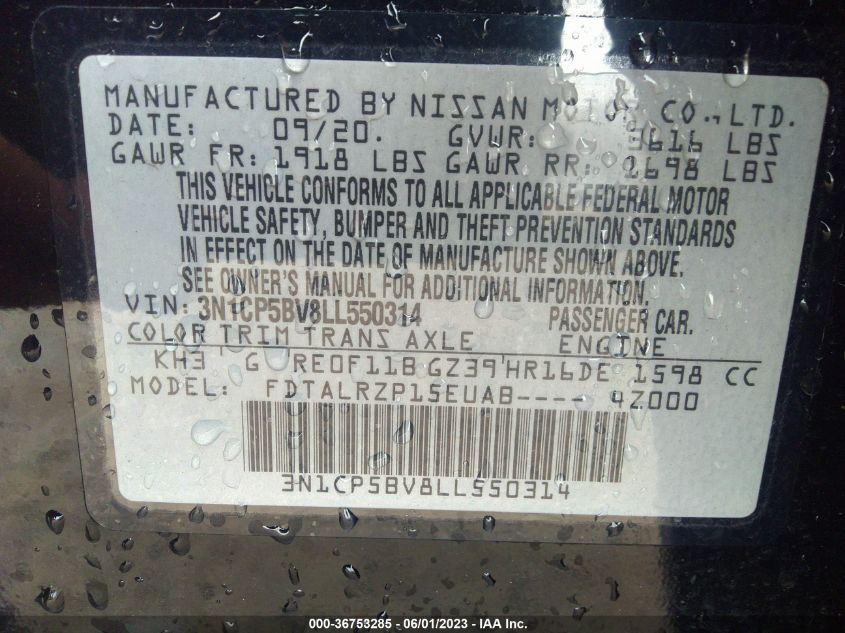 MANUFACTURED BY NISSAN MOTOR CO., LTD.
DATE: 09/20. GVWR: 3616 LBS
GAWR FR: 1918 LBS GAWR RR: 1698 LBS
THIS VEHICLE CONFORMS TO ALL APPLICABLE FEDERAL MOTOR
VEHICLE SAFETY, BUMPER AND THEFT PREVENTION STANDARDS
IN EFFECT ON THE DATE OF MANUFACTURE SHOWN ABOVE.
SEE OWNER'S MANUAL FOR ADDITIONAL INFORMATION.
VIN: 3N1CP5BV8LL550314 PASSENGER CAR.
COLOR TRIM TRANS AXLE ENGINE
KH3 G RE0F11B GZ39 HR16DE 1598 CC
MODEL: FDTALRZP15EUAB---- 4Z000
3N1CP5BV8LL550314
000-36753285 - 06/01/2023 - IAA Inc.